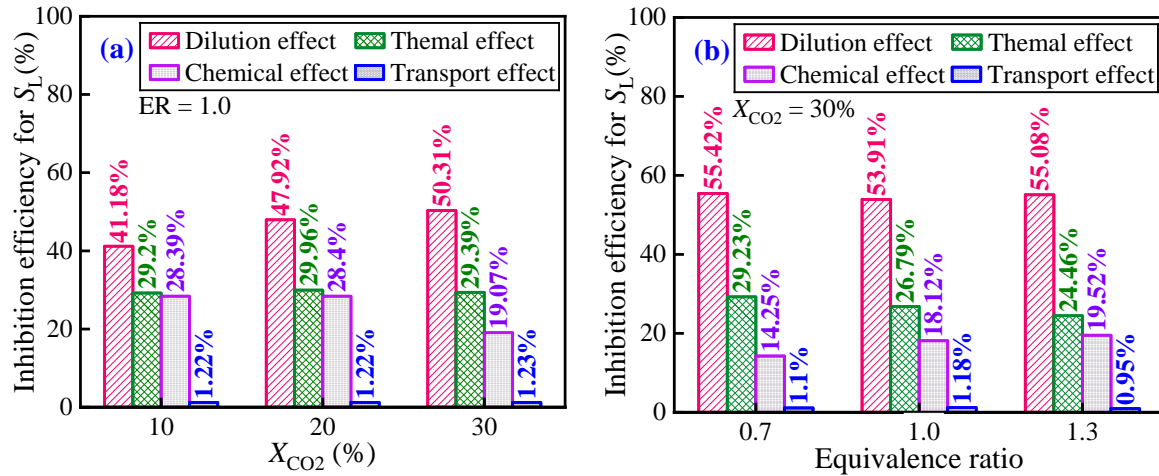 (a)
Dilution effect
Themal effect
Chemical effect
Transport effect
ER = 1.0
Inhibition efficiency for SL(%)
100
80
60
40
20
0
41.18%
29.2%
28.39%
1.22%
47.92%
29.96%
28.4%
1.22%
50.31%
29.39%
19.07%
1.23%
10
20
30
XCO2 (%)
(b)
Dilution effect
Themal effect
Chemical effect
Transport effect
XCO2 = 30%
Inhibition efficiency for SL(%)
100
80
60
40
20
0
55.42%
29.23%
14.25%
1.1%
53.91%
26.79%
18.12%
1.18%
55.08%
24.46%
19.52%
0.95%
0.7
1.0
1.3
Equivalence ratio